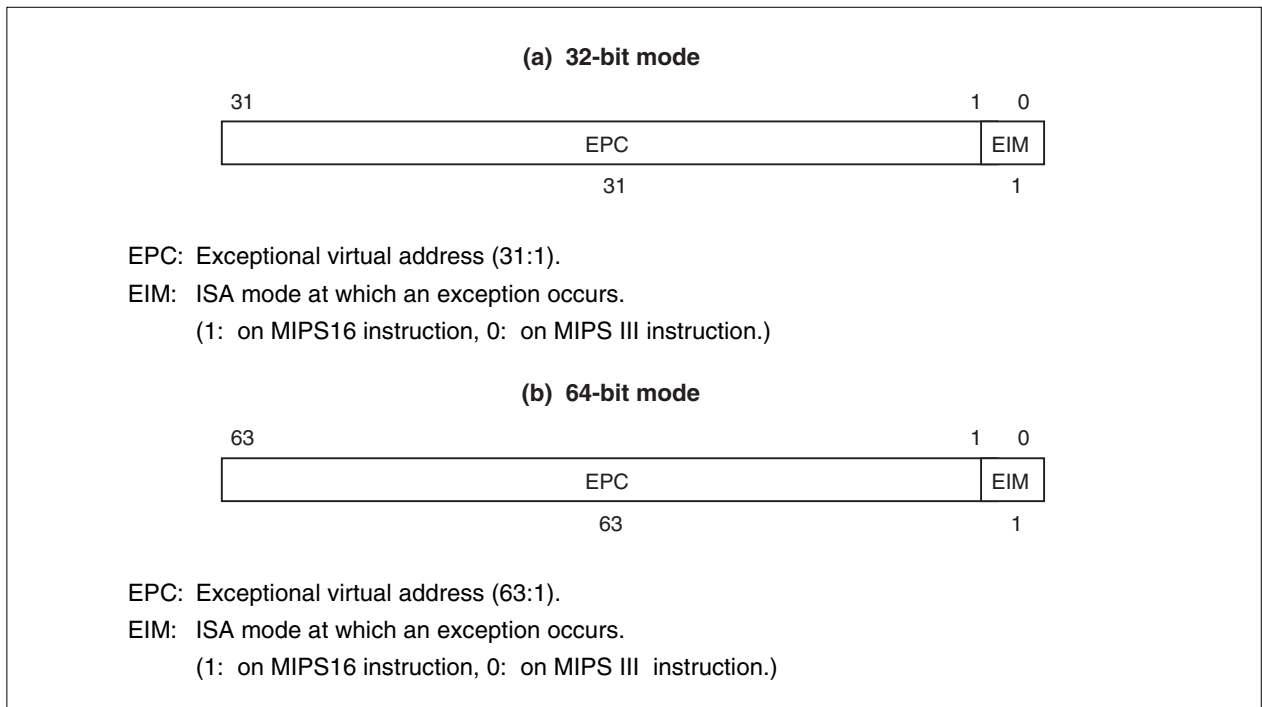 (a) 32-bit mode
31 1 0
EPC EIM
31 1
EPC: Exceptional virtual address (31:1).
EIM: ISA mode at which an exception occurs.
(1: on MIPS16 instruction, 0: on MIPS III instruction.)
(b) 64-bit mode
63 1 0
EPC EIM
63 1
EPC: Exceptional virtual address (63:1).
EIM: ISA mode at which an exception occurs.
(1: on MIPS16 instruction, 0: on MIPS III instruction.)